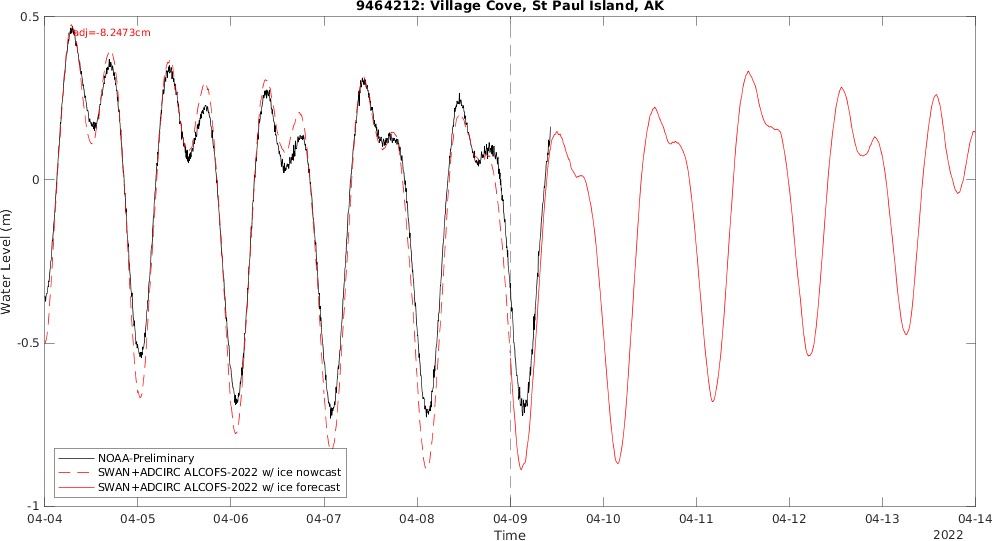 9464212: Village Cove, St Paul Island, AK
0.5
adj=-8.2473cm
0
Water Level (m)
-0.5
NOAA-Preliminary
SWAN+ADCIRC ALCOFS-2022 w/ ice nowcast
SWAN+ADCIRC ALCOFS-2022 w/ ice forecast
-1
04-04 04-05 04-06 04-07 04-08 04-09 04-10 04-11 04-12 04-13 04-14
Time
2022